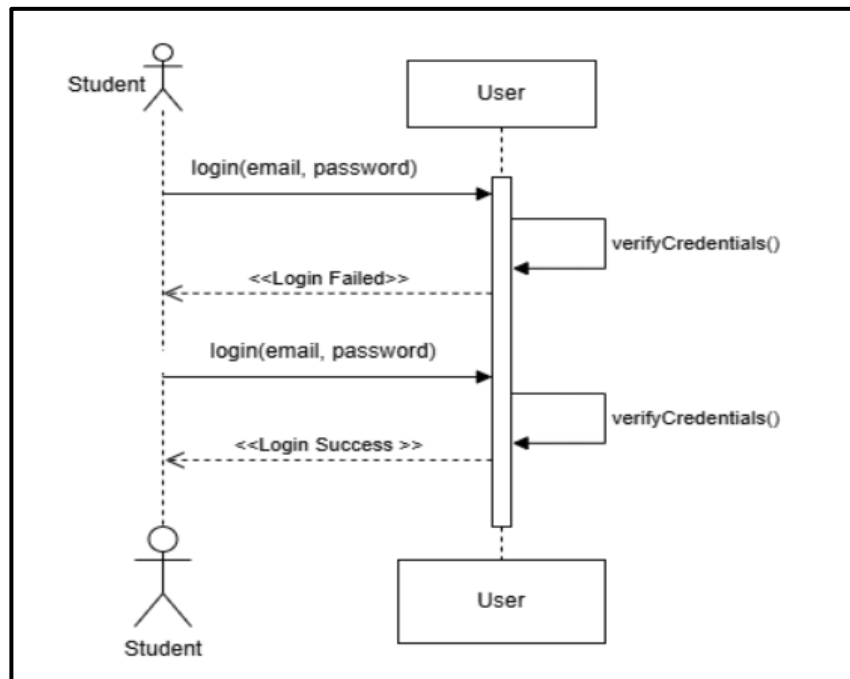 Student
User
login(email, password)
verifyCredentials()
<<Login Failed>>
login(email, password)
verifyCredentials()
<<Login Success >>
User
Student